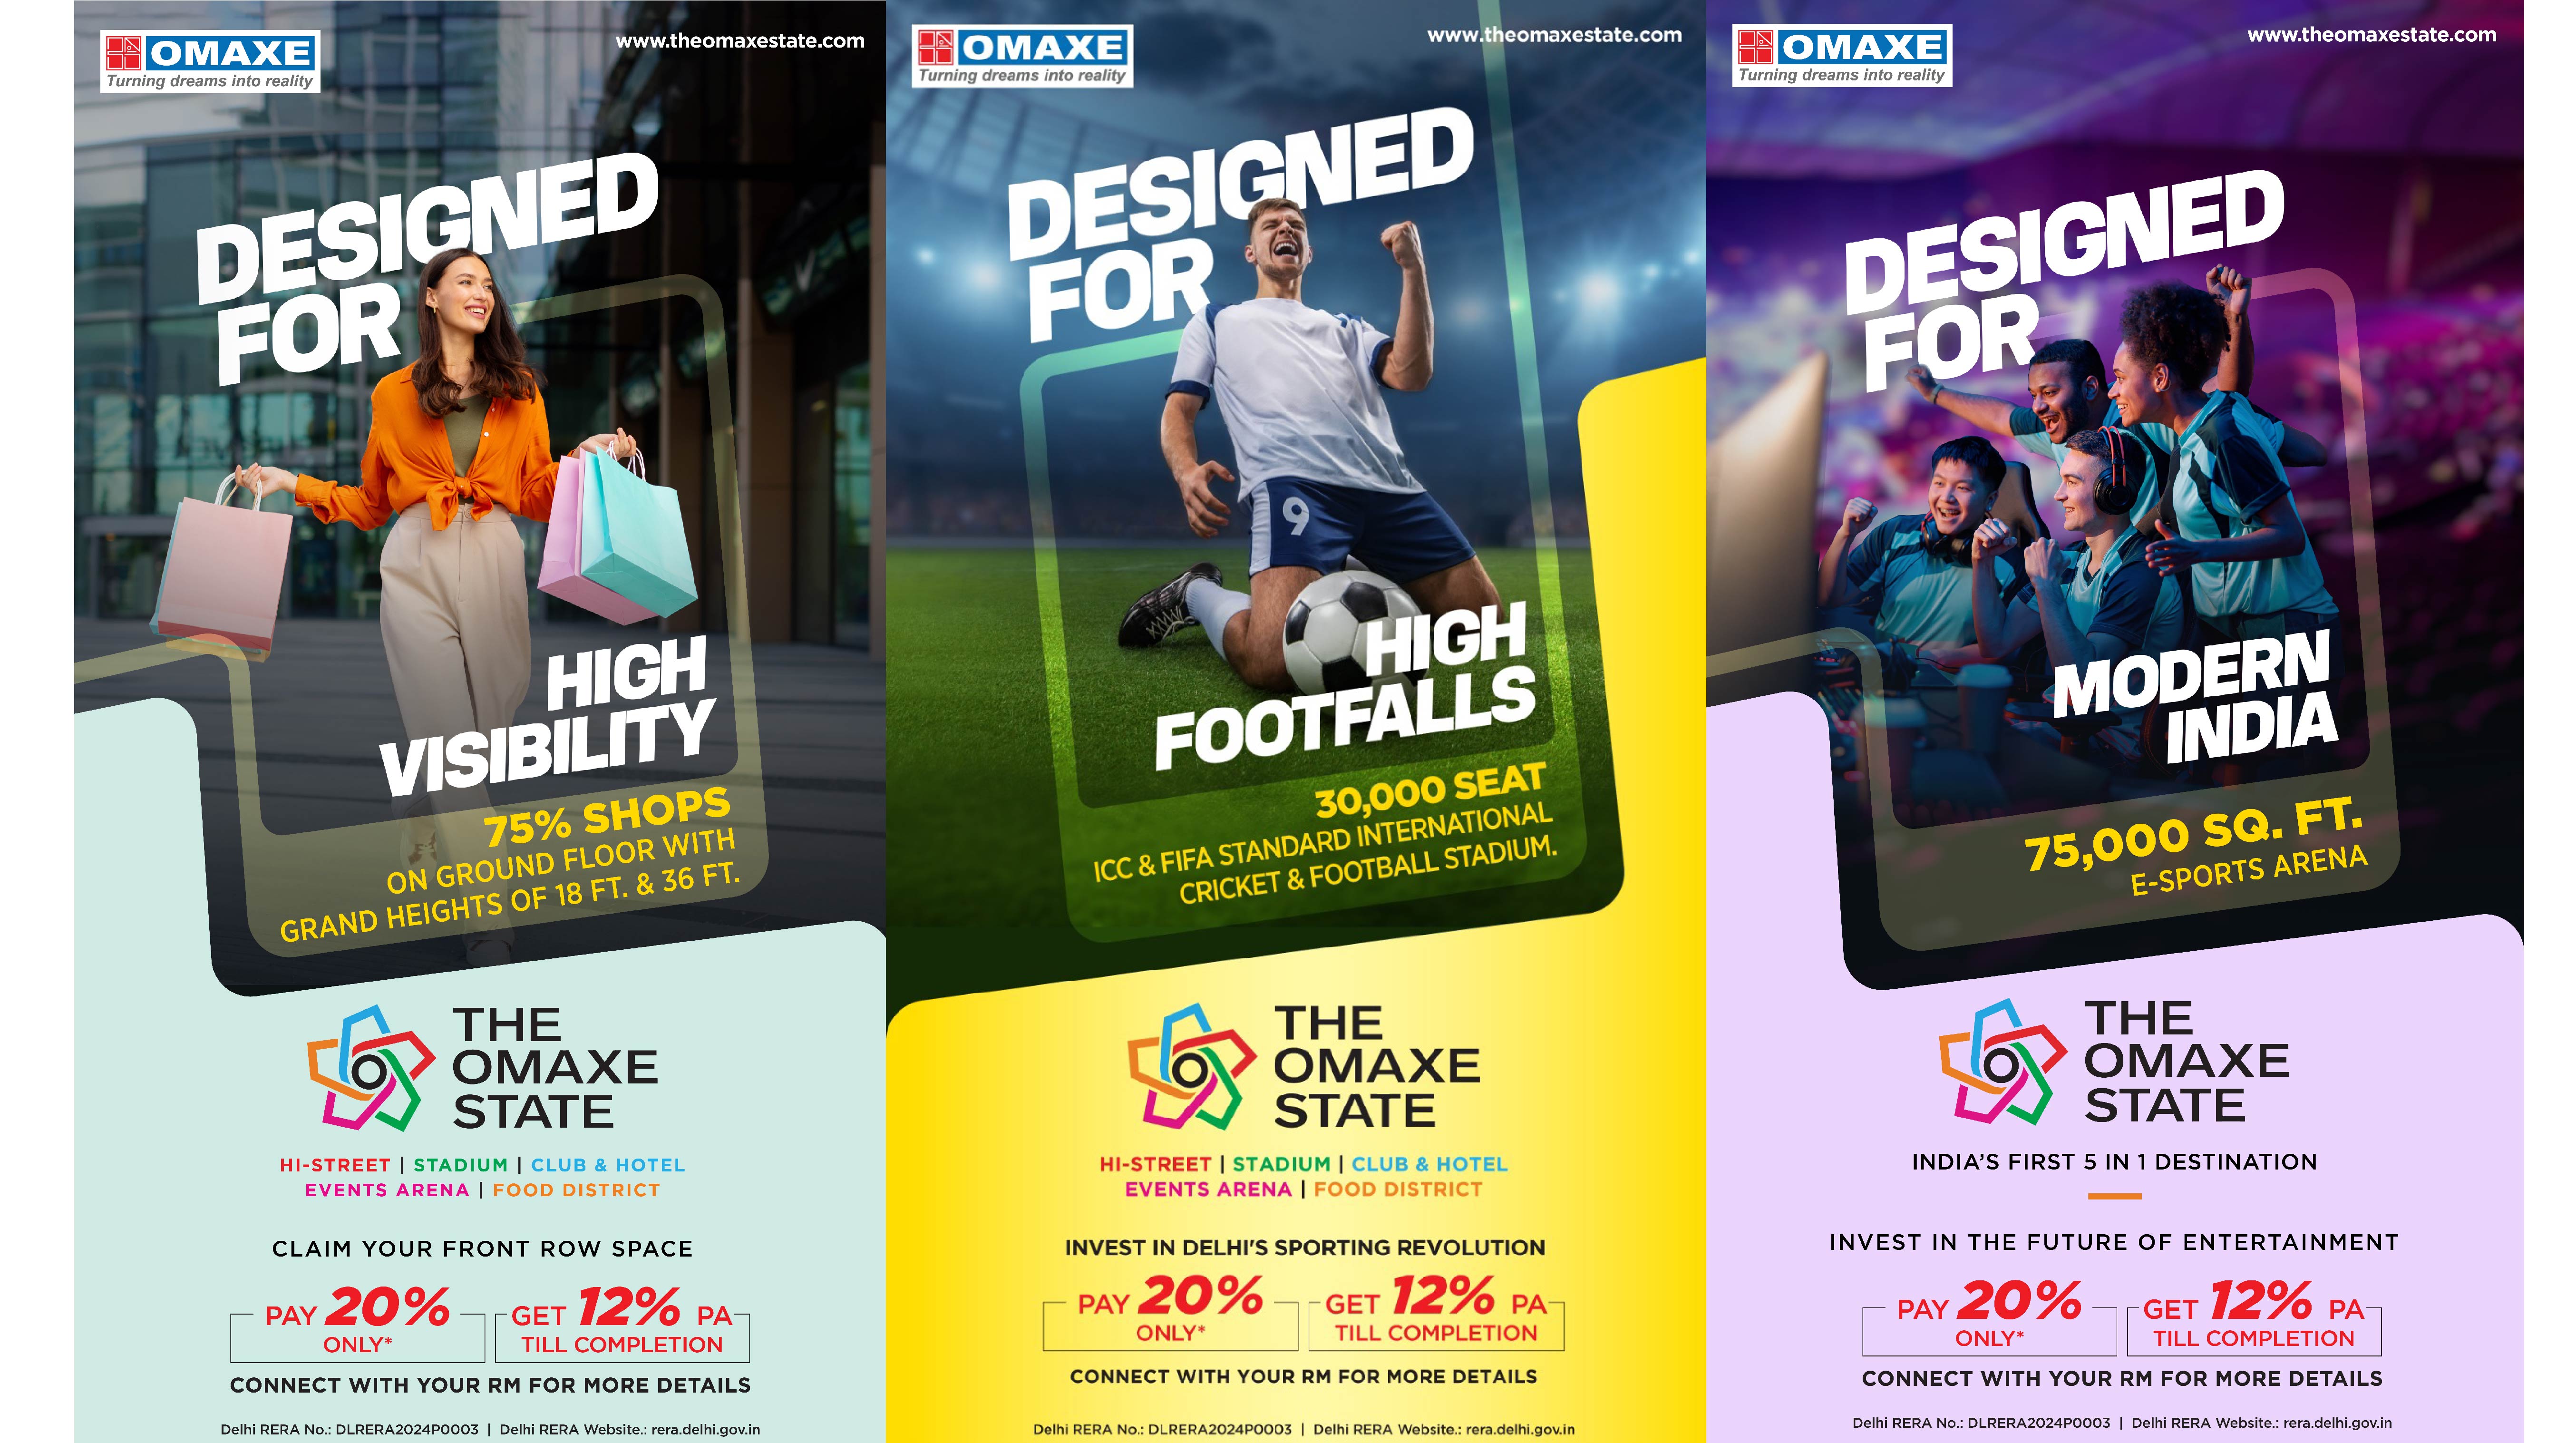 OMAXE
Turning dreams into reality
www.theomaxestate.com
DESIGNED
FOR
HIGH
VISIBILITY
75% SHOPS
ON GROUND FLOOR WITH
GRAND HEIGHTS OF 18 FT. & 36 FT.
THE
OMAXE
STATE
HI-STREET | STADIUM | CLUB & HOTEL
EVENTS ARENA | FOOD DISTRICT
CLAIM YOUR FRONT ROW SPACE
PAY 20%
ONLY*
GET 12% PA
TILL COMPLETION
CONNECT WITH YOUR RM FOR MORE DETAILS
Delhi RERA No.: DLRERA2024P0003 | Delhi RERA Website.: rera.delhi.gov.in
OMAXE
Turning dreams into reality
www.theomaxestate.com
DESIGNED
FOR
9
HIGH
FOOTFALLS
30,000 SEAT
ICC & FIFA STANDARD INTERNATIONAL
CRICKET & FOOTBALL STADIUM.
THE
OMAXE
STATE
HI-STREET | STADIUM | CLUB & HOTEL
EVENTS ARENA | FOOD DISTRICT
INVEST IN DELHI'S SPORTING REVOLUTION
PAY 20%
ONLY*
GET 12% PA
TILL COMPLETION
CONNECT WITH YOUR RM FOR MORE DETAILS
Delhi RERA No.: DLRERA2024P0003 | Delhi RERA Website.: rera.delhi.gov.in
OMAXE
Turning dreams into reality
www.theomaxestate.com
DESIGNED
FOR
MODERN
INDIA
75,000 SQ. FT.
E-SPORTS ARENA
THE
OMAXE
STATE
INDIA'S FIRST 5 IN 1 DESTINATION
INVEST IN THE FUTURE OF ENTERTAINMENT
PAY 20%
ONLY*
GET 12% PA
TILL COMPLETION
CONNECT WITH YOUR RM FOR MORE DETAILS
Delhi RERA No.: DLRERA2024P0003 | Delhi RERA Website.: rera.delhi.gov.in